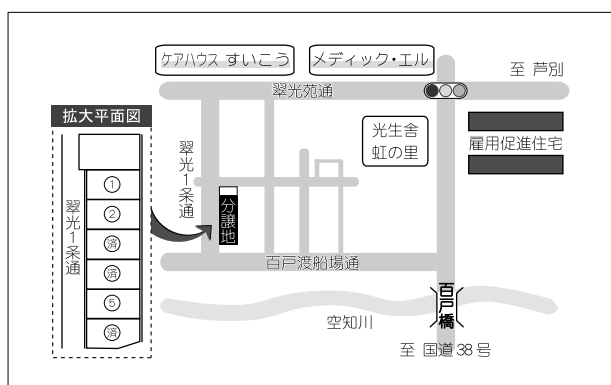 ケアハウス すいこう
メディック・エル
至 芦別
翠光苑通
拡大平面図
翠光1条通
①
②
済
済
⑤
済
翠光1条通
分譲地
光生舎
虹の里
雇用促進住宅
百戸渡船場通
空知川
百戸橋
至 国道38号